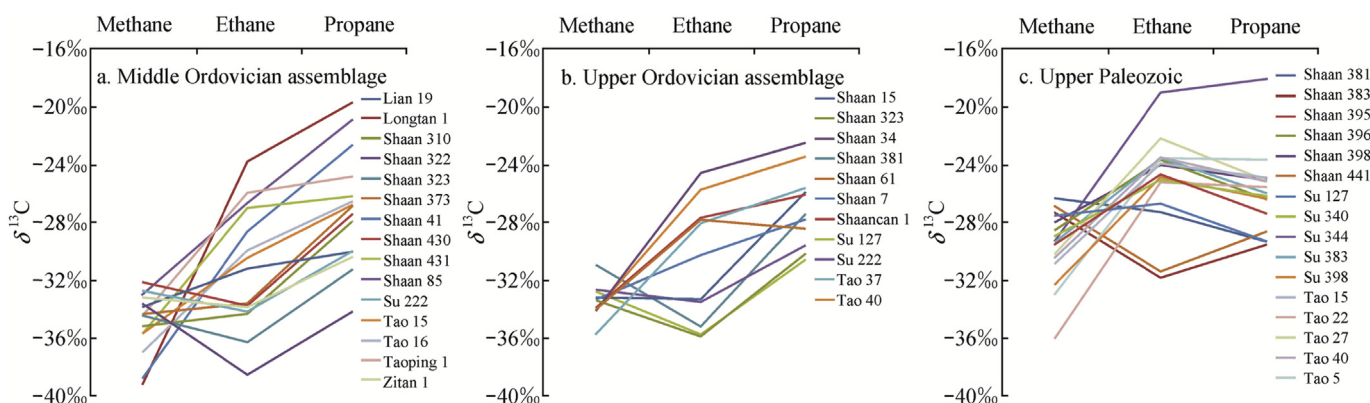 Methane Ethane Propane
−16‰
a. Middle Ordovician assemblage
−20‰
−24‰
−28‰
−32‰
−36‰
−40‰
δ13C
Lian 19
Longtan 1
Shaan 310
Shaan 322
Shaan 323
Shaan 373
Shaan 41
Shaan 430
Shaan 431
Shaan 85
Su 222
Tao 15
Tao 16
Taoping 1
Zitan 1
Methane Ethane Propane
−16‰
b. Upper Ordovician assemblage
−20‰
−24‰
−28‰
−32‰
−36‰
−40‰
δ13C
Shaan 15
Shaan 323
Shaan 34
Shaan 381
Shaan 61
Shaan 7
Shaancan 1
Su 127
Su 222
Tao 37
Tao 40
Methane Ethane Propane
−16‰
c. Upper Paleozoic
−20‰
−24‰
−28‰
−32‰
−36‰
−40‰
δ13C
Shaan 381
Shaan 383
Shaan 395
Shaan 396
Shaan 398
Shaan 441
Su 127
Su 340
Su 344
Su 383
Su 398
Tao 15
Tao 22
Tao 27
Tao 40
Tao 5